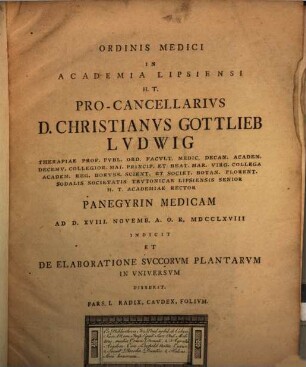 ORDINIS MEDICI
IN
ACADEMIA LIPSIENSI
H. T.
PRO-CANCELLARIVS
D. CHRISTIANVS GOTTLIEB
LVDWIG
THERAPIAE PROF. PVBL. ORD. FACVLT. MEDIC. DECAN. ACADEM.
DECEMV. COLLEGIOR. MAI. PRINCIP. ET BEAT. MAR. VIRG. COLLEGA
ACADEM. REG. BORVSS. SCIENT. ET SOCIET. BOTAN. FLORENT.
SODALIS SOCIETATIS TEVTONICAE LIPSIENSIS SENIOR
H. T. ACADEMIAE RECTOR
PANEGYRIN MEDICAM
AD D. XVIII. NOVEMB. A. O. R. MDCCLXVIII
INDICIT
ET
DE ELABORATIONE SVCCORVM PLANTARVM
IN VNIVERSVM
DISSERIT.
PARS I. RADIX, CAVDEX, FOLIVM.